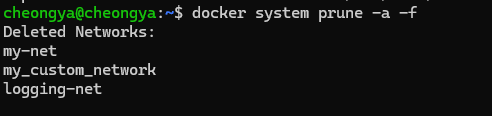 cheongya@cheongya:~$ docker system prune -a -f
Deleted Networks:
my-net
my_custom_network
logging-net